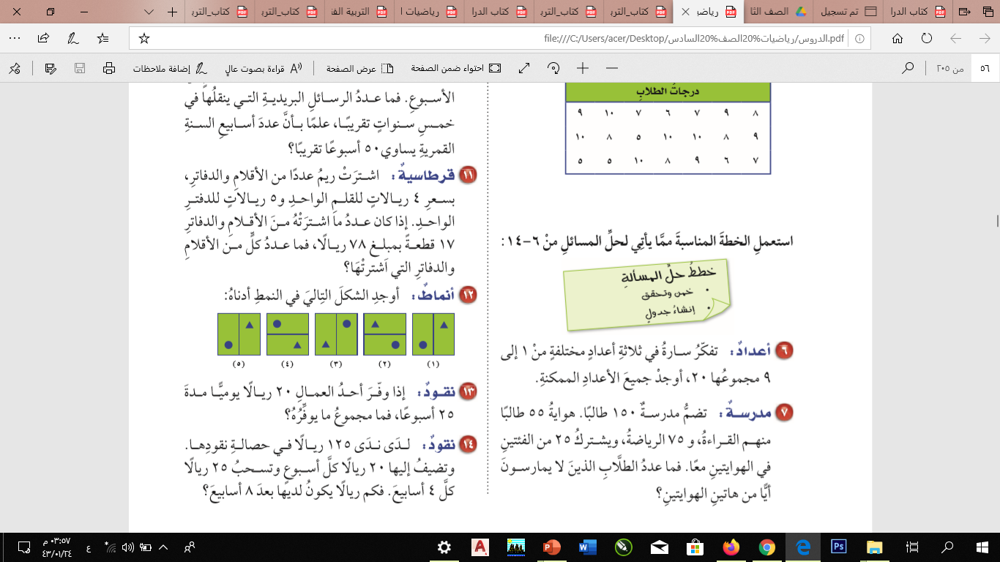 كتاب الدرا
تم تسجيل
الصف الثا
رياضي
كتاب_التر
كتاب_التر
كتاب الدرا
رياضيات ا
التربية الف
كتاب_التر
كتاب_التر
file:///C:/Users/acer/Desktop/الدروس/رياضيات%20الصف%20السادس.pdf
٥٦ من ٢٠٥
احتواء ضمن الصفحة
عرض الصفحة
قراءة بصوت عالٍ
إضافة ملاحظات
درجاتُ الطلابِ
٨ ٩ ٧ ٦ ٧ ١٠ ٩
٩ ٨ ١٠ ١٠ ٥ ٨ ١٠
٧ ٦ ٩ ٨ ١٠ ٥ ٥
استعملِ الخطةَ المناسبةَ ممَّا يأتِي لحلِّ المسائلِ منْ ٦-١٤:
خططُ حلِّ المسألةِ
• خمن وتحقق
• إنشاءُ جدولٍ
٦ أعدادٌ: تفكّرُ سارةُ في ثلاثةِ أعدادٍ مختلفةٍ منْ ١ إلى
٩ مجموعُها ٢٠، أوجدْ جميعَ الأعدادِ الممكنةِ.
٧ مدرسةٌ: تضمُّ مدرسةٌ ١٥٠ طالبًا. هوايةُ ٥٥ طالبًا
منهم القراءةُ، و ٧٥ الرياضةُ، ويشتركُ ٢٥ من الفئتينِ
في الهوايتينِ معًا. فما عددُ الطلَّابِ الذينَ لا يمارسونَ
أيًّا من هاتينِ الهوايتينِ؟
الأسبوعِ. فما عددُ الرسائلِ البريديةِ التي ينقلُها في
خمسِ سنواتٍ تقريبًا، علمًا بأنَّ عددَ أسابيعِ السنةِ
القمريةِ يساوي٥٠ أسبوعًا تقريبًا؟
١١ قرطاسيةٌ: اشترَتْ ريمُ عددًا من الأقلامِ والدفاترِ،
بسعرِ ٤ ريالاتٍ للقلمِ الواحدِ و٥ ريالاتٍ للدفترِ
الواحدِ. إذا كان عددُ ما اشترَتْهُ منَ الأقلامِ والدفاترِ
١٧ قطعةً بمبلغِ ٧٨ ريالًا، فما عددُ كلٍّ من الأقلامِ
والدفاترِ التي اَشترتْهَا؟
١٢ أنماطٌ: أوجدِ الشكلَ التِاليَ في النمطِ أدناهُ:
(١) (٢) (٣) (٤) (٥)
١٣ نقودٌ: إذا وفّرَ أحدُ العمالِ ٢٠ ريالًا يوميًّا مدةَ
٢٥ أسبوعًا، فما مجموعُ ما يوفِّرُهُ؟
١٤ نقودٌ: لدَى ندَى ١٢٥ ريالًا في حصالةِ نقودِها.
وتضيفُ إليها ٢٠ ريالًا كلَّ أسبوعٍ وتسحبُ ٢٥ ريالًا
كلَّ ٤ أسابيعَ. فكم ريالًا يكونُ لديها بعدَ ٨ أسابيعَ؟
ع
٠٣:٥٧ م
٤٣/٠١/٢٤